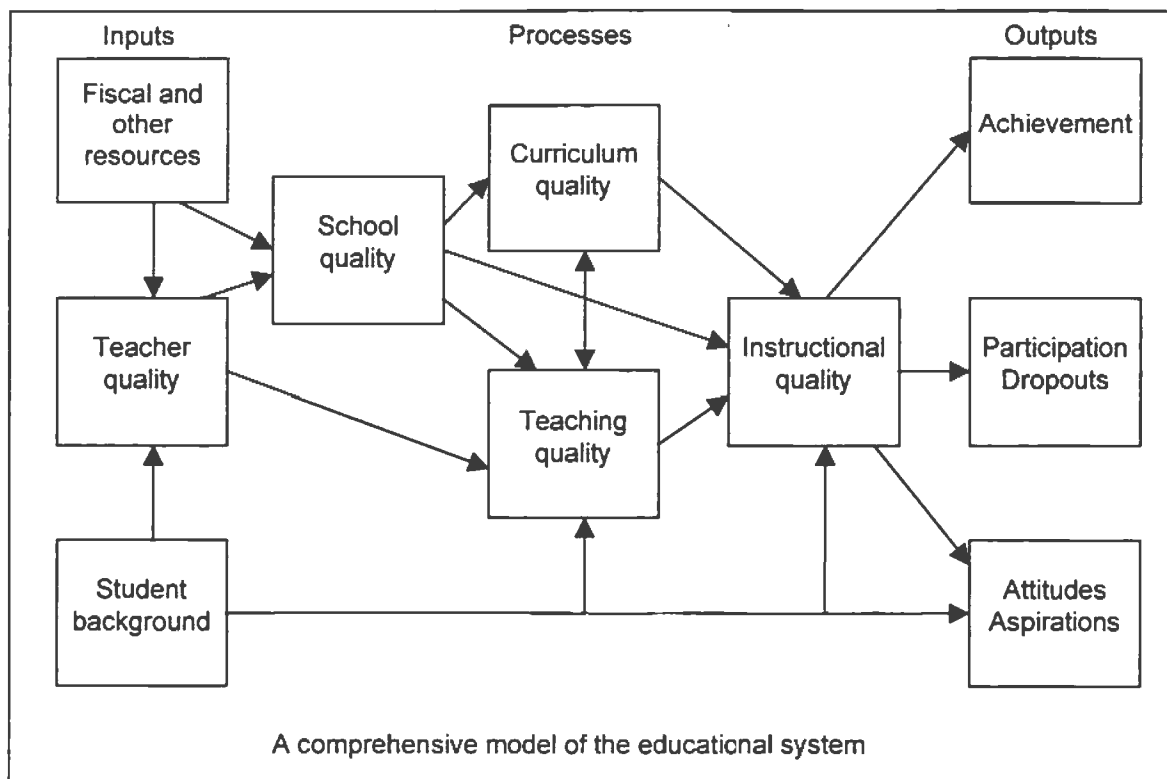 Inputs
Processes
Outputs
Fiscal and
other
resources
Achievement
Curriculum
quality
School
quality
Teacher
quality
Instructional
quality
Participation
Dropouts
Teaching
quality
Student
background
Attitudes
Aspirations
A comprehensive model of the educational system